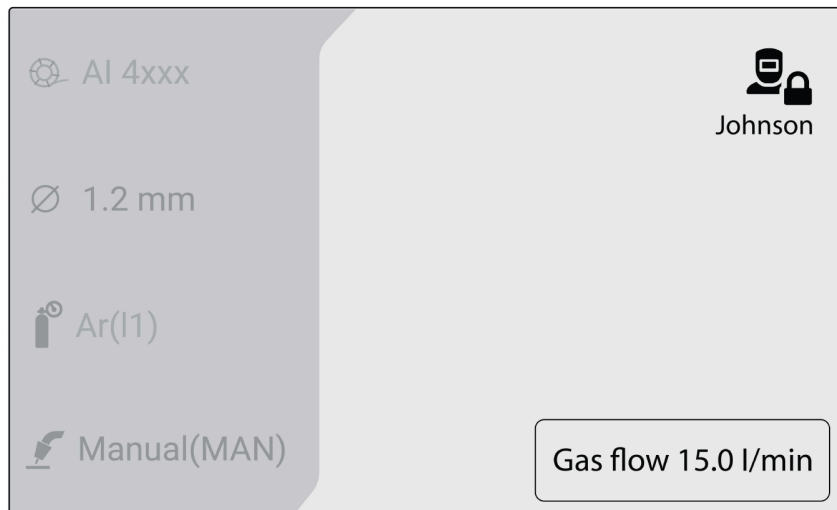 Al 4xxx
Johnson
1.2 mm
Ar(I1)
Manual(MAN)
Gas flow 15.0 l/min